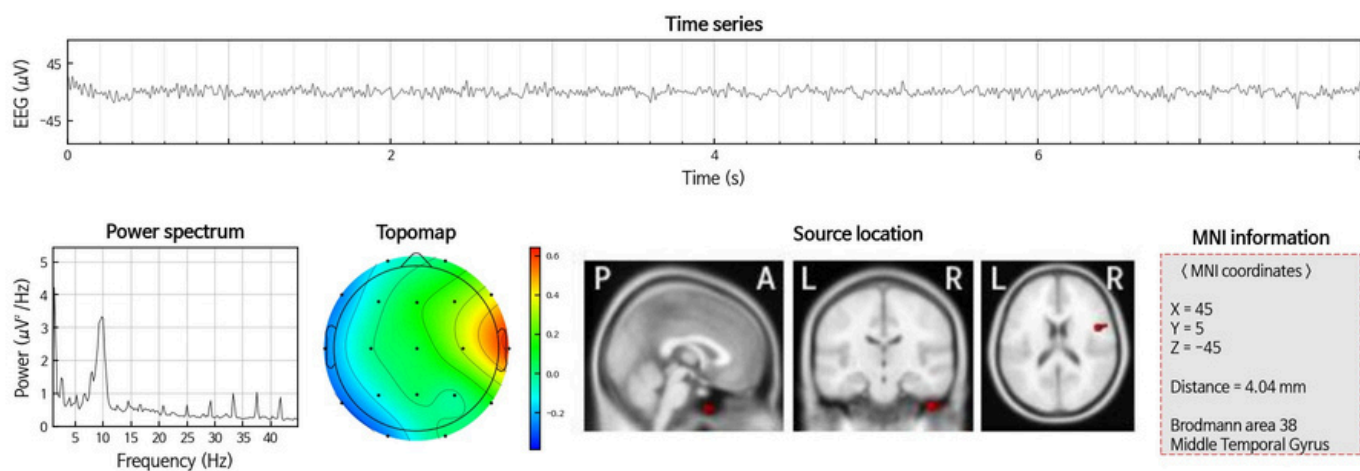 Time series
EEG (μV)
45
−45
0
2
4
6
8
Time (s)
Power spectrum
Power (μV²/Hz)
5
4
3
2
1
0
5 10 15 20 25 30 35 40
Frequency (Hz)
Topomap
0.6
0.4
0.2
0.0
−0.2
Source location
P A
L R
L R
MNI information
⟨ MNI coordinates ⟩
X = 45
Y = 5
Z = −45
Distance = 4.04 mm
Brodmann area 38
Middle Temporal Gyrus